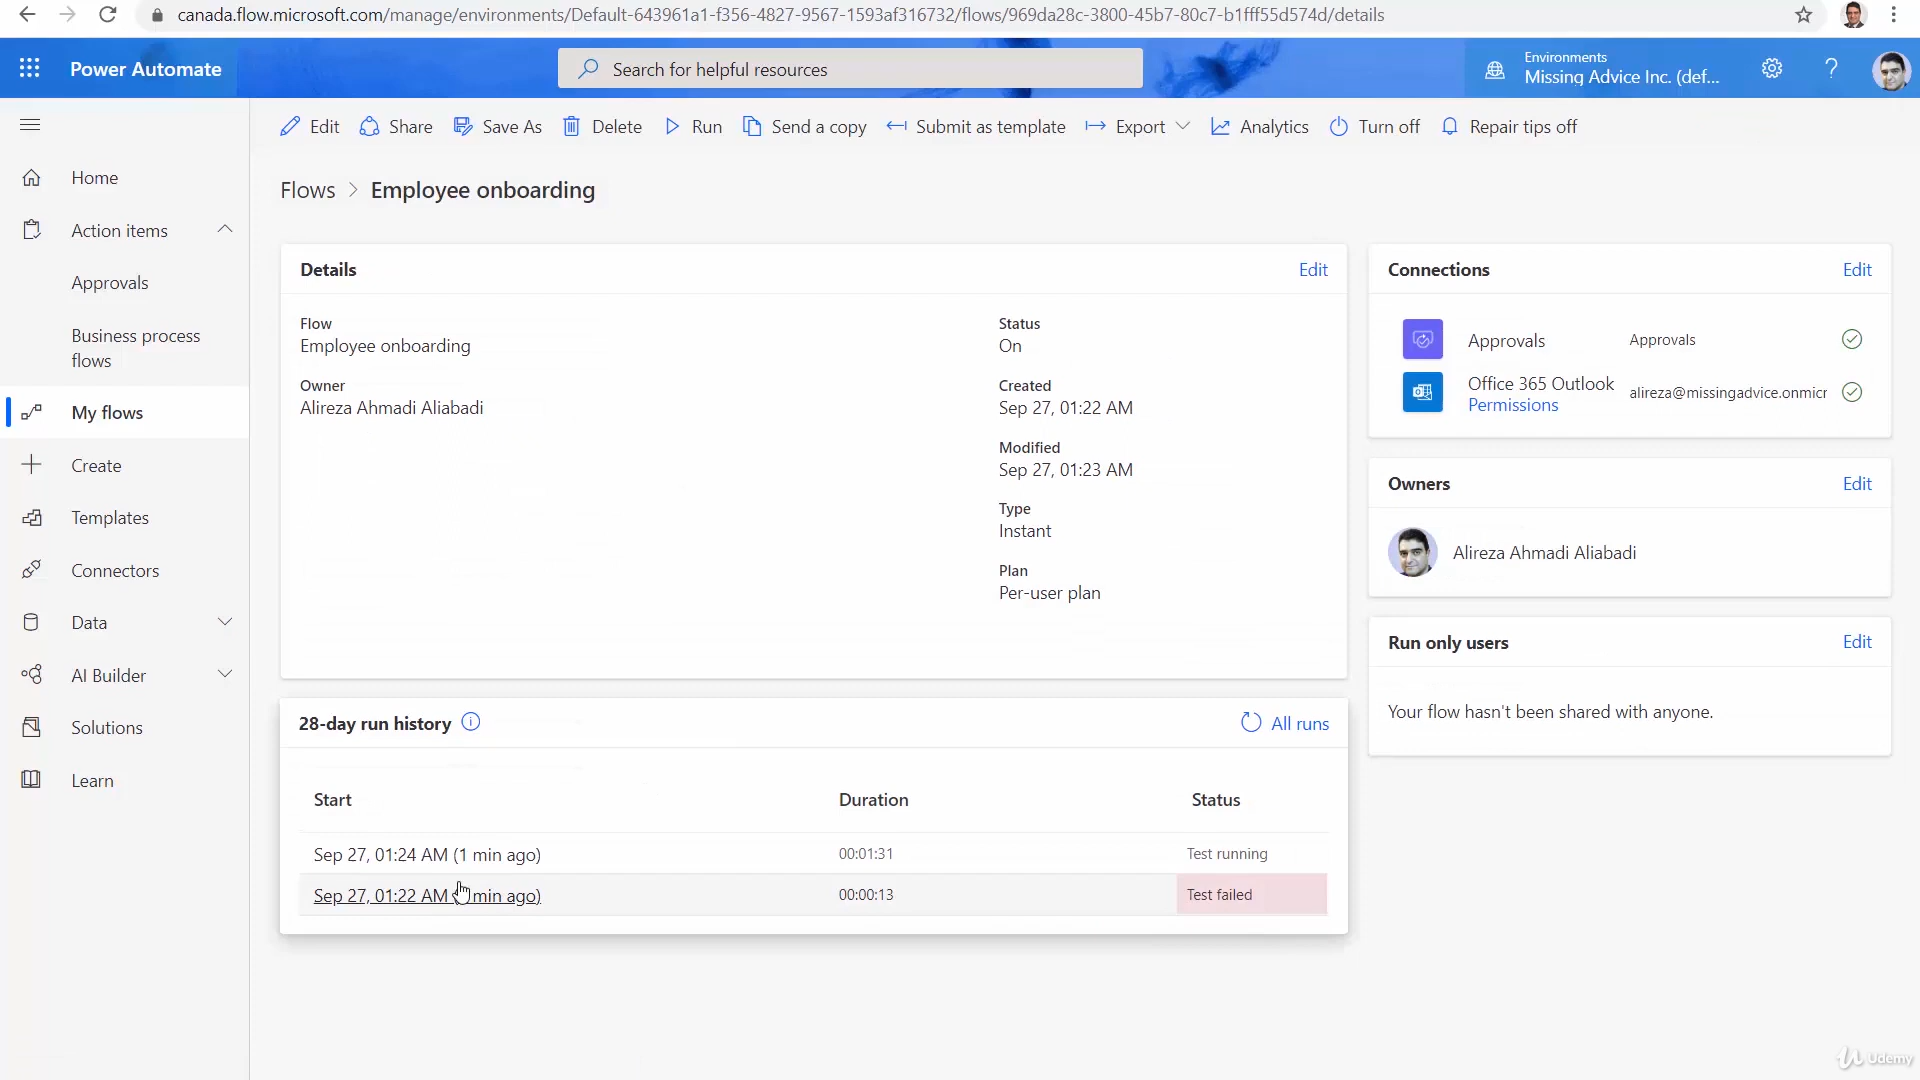 canada.flow.microsoft.com/manage/environments/Default-643961a1-f356-4827-9567-1593af316732/flows/969da28c-3800-45b7-80c7-b1fff55d574d/details
Power Automate
Search for helpful resources
Environments
Missing Advice Inc. (def...
Edit
Share
Save As
Delete
Run
Send a copy
Submit as template
Export
Analytics
Turn off
Repair tips off
Home
Action items
Approvals
Business process
flows
My flows
Create
Templates
Connectors
Data
AI Builder
Solutions
Learn
Flows > Employee onboarding
Details
Edit
Flow
Employee onboarding
Owner
Alireza Ahmadi Aliabadi
Status
On
Created
Sep 27, 01:22 AM
Modified
Sep 27, 01:23 AM
Type
Instant
Plan
Per-user plan
28-day run history
All runs
Start Duration Status
Sep 27, 01:24 AM (1 min ago) 00:01:31 Test running
Sep 27, 01:22 AM min ago) 00:00:13 Test failed
Connections
Edit
Approvals Approvals
Office 365 Outlook alireza@missingadvice.onmicr
Permissions
Owners
Edit
Alireza Ahmadi Aliabadi
Run only users
Edit
Your flow hasn't been shared with anyone.
Udemy